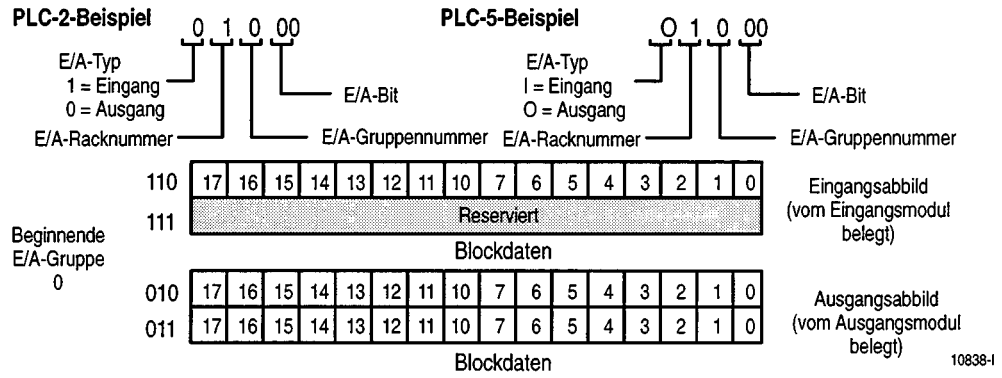 PLC-2-Beispiel
0 1 0 00
E/A-Typ
1 = Eingang
0 = Ausgang
E/A-Bit
E/A-Racknummer
E/A-Gruppennummer
PLC-5-Beispiel
O 1 0 00
E/A-Typ
I = Eingang
O = Ausgang
E/A-Bit
E/A-Racknummer
E/A-Gruppennummer
110 17 16 15 14 13 12 11 10 7 6 5 4 3 2 1 0
111 Reserviert
Blockdaten
Eingangsabbild
(vom Eingangsmodul
belegt)
Beginnende
E/A-Gruppe
0
010 17 16 15 14 13 12 11 10 7 6 5 4 3 2 1 0
011 17 16 15 14 13 12 11 10 7 6 5 4 3 2 1 0
Blockdaten
Ausgangsabbild
(vom Ausgangsmodul
belegt)
10838-I